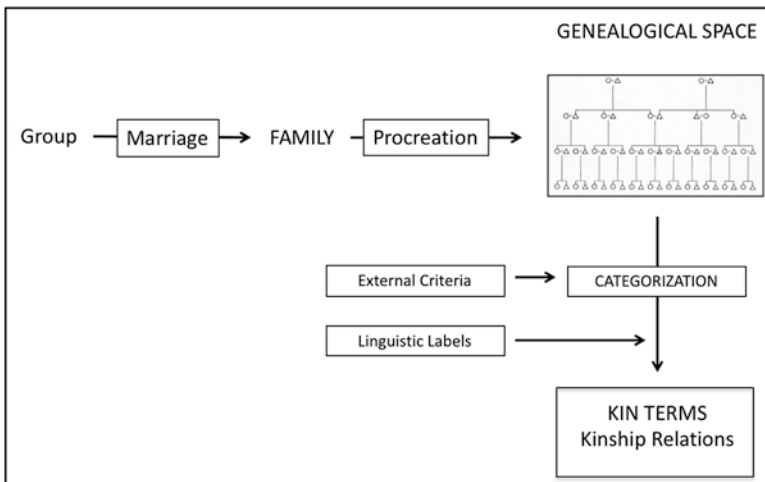 GENEALOGICAL SPACE
Group
Marriage
FAMILY
Procreation
External Criteria
CATEGORIZATION
Linguistic Labels
KIN TERMS
Kinship Relations